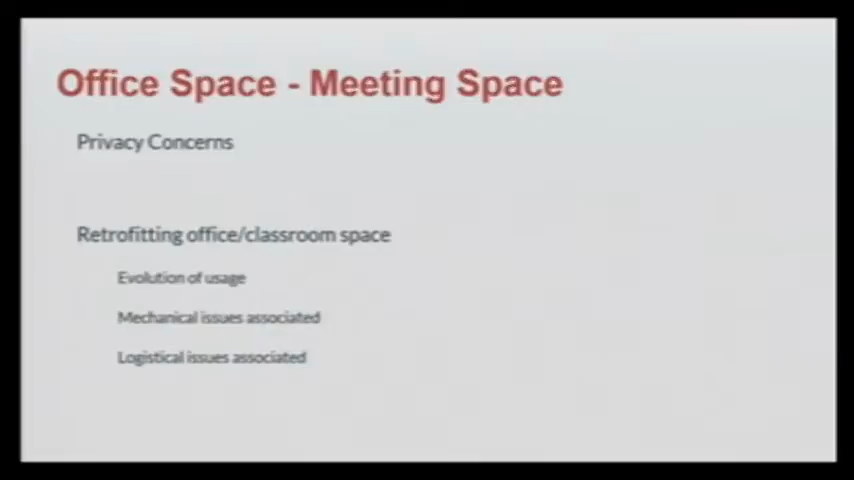 Office Space - Meeting Space
Privacy Concerns
Retrofitting office/classroom space
Evolution of usage
Mechanical issues associated
Logistical issues associated